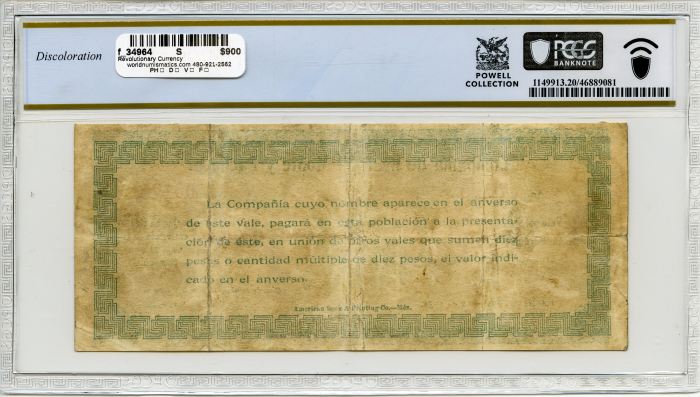 Discoloration
f 34964 S $900
Revolutionary Currency
worldnumismatics.com 480-921-2562
PH□ D□ V□ F□
POWELL
COLLECTION
PCGS
BANKNOTE
1149913.20/46889081
La Compañía cuyo nombre aparece en el anverso
de este vale, pagará en esta población a la presenta-
ción de éste, en unión de otros vales que sumen diez
pesos o cantidad múltiple de diez pesos, el valor indi-
cado en el anverso.
American Book & Printing Co.—Méx.